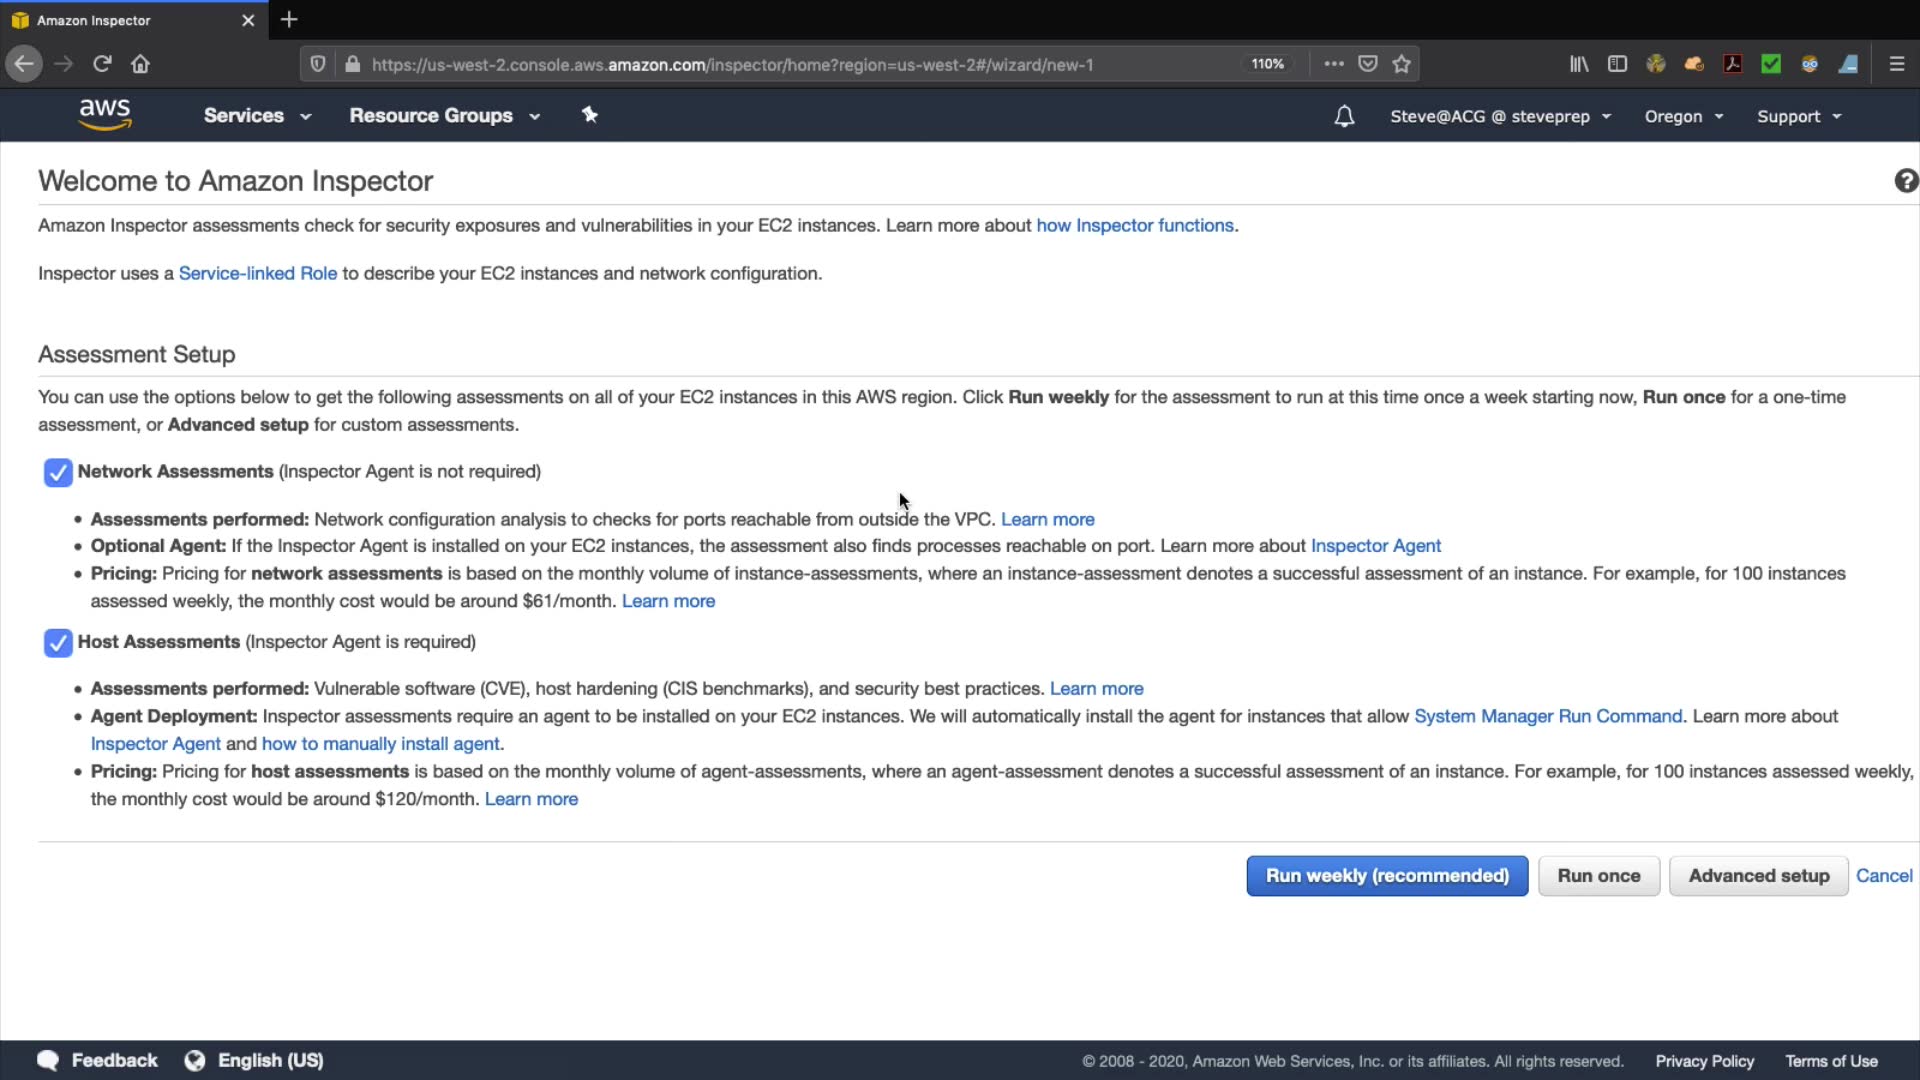 Amazon Inspector
https://us-west-2.console.aws.amazon.com/inspector/home?region=us-west-2#/wizard/new-1
110%
aws
Services
Resource Groups
Steve@ACG @ steveprep
Oregon
Support
Welcome to Amazon Inspector
?
Amazon Inspector assessments check for security exposures and vulnerabilities in your EC2 instances. Learn more about how Inspector functions.
Inspector uses a Service-linked Role to describe your EC2 instances and network configuration.
Assessment Setup
You can use the options below to get the following assessments on all of your EC2 instances in this AWS region. Click Run weekly for the assessment to run at this time once a week starting now, Run once for a one-time
assessment, or Advanced setup for custom assessments.
Network Assessments (Inspector Agent is not required)
• Assessments performed: Network configuration analysis to checks for ports reachable from outside the VPC. Learn more
• Optional Agent: If the Inspector Agent is installed on your EC2 instances, the assessment also finds processes reachable on port. Learn more about Inspector Agent
• Pricing: Pricing for network assessments is based on the monthly volume of instance-assessments, where an instance-assessment denotes a successful assessment of an instance. For example, for 100 instances
assessed weekly, the monthly cost would be around $61/month. Learn more
Host Assessments (Inspector Agent is required)
• Assessments performed: Vulnerable software (CVE), host hardening (CIS benchmarks), and security best practices. Learn more
• Agent Deployment: Inspector assessments require an agent to be installed on your EC2 instances. We will automatically install the agent for instances that allow System Manager Run Command. Learn more about
Inspector Agent and how to manually install agent.
• Pricing: Pricing for host assessments is based on the monthly volume of agent-assessments, where an agent-assessment denotes a successful assessment of an instance. For example, for 100 instances assessed weekly,
the monthly cost would be around $120/month. Learn more
Run weekly (recommended)
Run once
Advanced setup
Cancel
Feedback
English (US)
© 2008 - 2020, Amazon Web Services, Inc. or its affiliates. All rights reserved.
Privacy Policy
Terms of Use